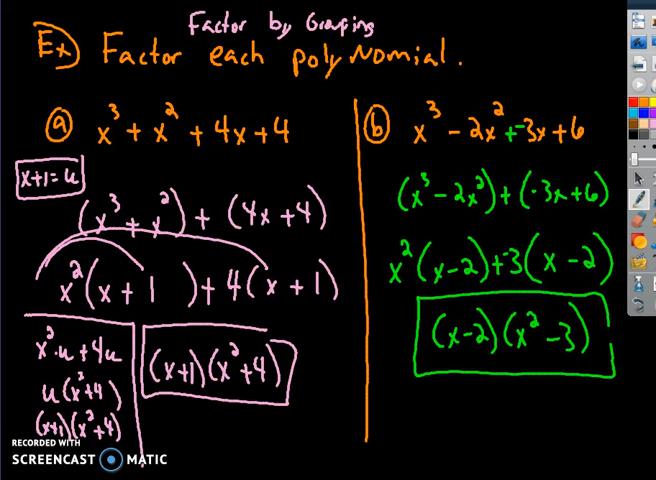 Factor by Grouping
Ex) Factor each polyNomial.
ⓐ x³ + x² + 4x + 4
x+1 = u
(x³ + x²) + (4x + 4)
x²(x + 1 ) + 4(x + 1)
x²·u + 4u
u(x²+4)
(x+1)(x²+4)
(x+1)(x²+4)
ⓑ x³ - 2x² + -3x + 6
(x³ - 2x²) + (-3x + 6)
x²(x-2) + -3(x - 2)
(x-2)(x² - 3)
RECORDED WITH
SCREENCAST MATIC